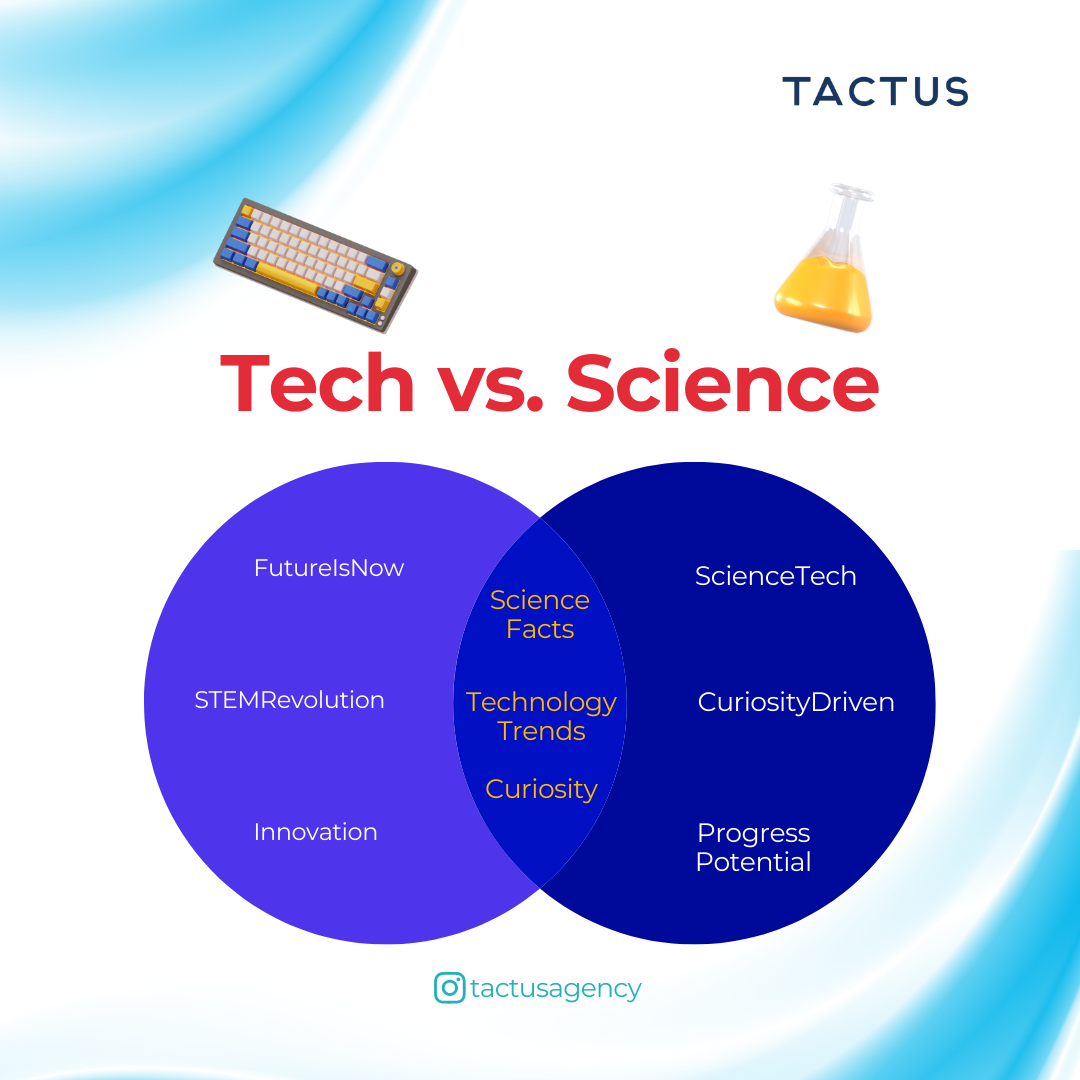 TACTUS
Tech vs. Science
FutureIsNow
STEMRevolution
Innovation
Science
Facts
Technology
Trends
Curiosity
ScienceTech
CuriosityDriven
Progress
Potential
tactusagency